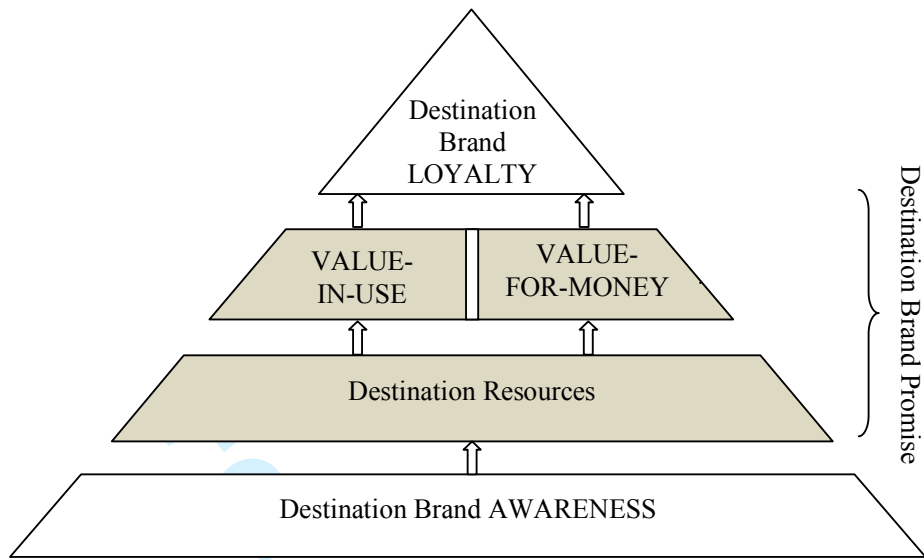 Destination
Brand
LOYALTY
VALUE-
IN-USE
VALUE-
FOR-MONEY
Destination Resources
Destination Brand AWARENESS
Destination Brand Promise